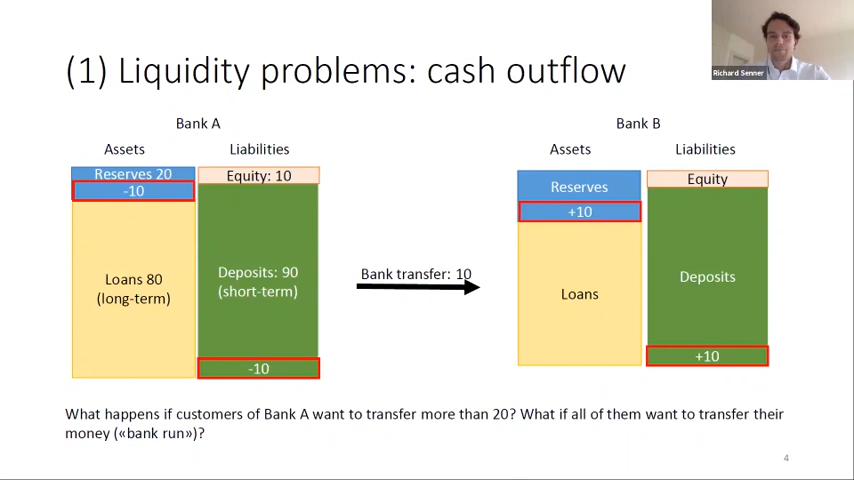 Richard Senner
(1) Liquidity problems: cash outflow
Bank A
Assets
Liabilities
Reserves 20
-10
Loans 80
(long-term)
Equity: 10
Deposits: 90
(short-term)
-10
Bank transfer: 10
Bank B
Assets
Liabilities
Reserves
+10
Loans
Equity
Deposits
+10
What happens if customers of Bank A want to transfer more than 20? What if all of them want to transfer their
money («bank run»)?
4